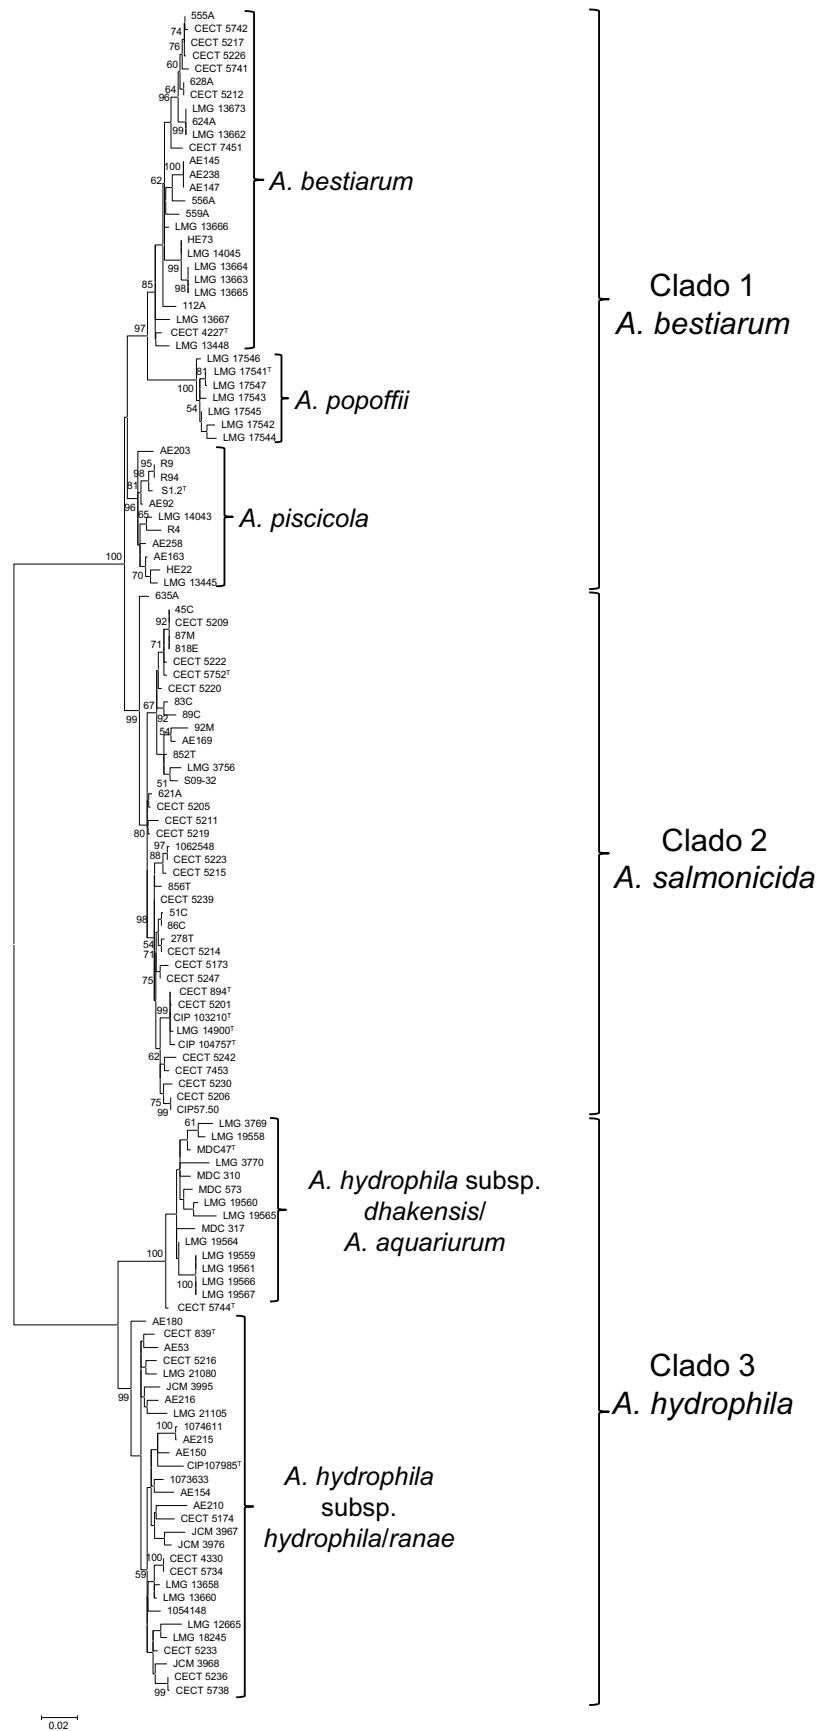 555A
74
CECT 5742
76
CECT 5217
CECT 5226
60
CECT 5741
628A
64
CECT 5212
96
LMG 13673
624A
99
LMG 13662
CECT 7451
AE145
100
AE238
AE147
62
556A
559A
LMG 13666
HE73
LMG 14045
99
LMG 13664
LMG 13663
98
LMG 13665
85
112A
LMG 13667
97
CECT 4227T
LMG 13448
A. bestiarum
LMG 17546
81
LMG 17541T
LMG 17547
100
LMG 17543
54
LMG 17545
LMG 17542
LMG 17544
A. popoffii
AE203
95
R9
98
R94
81
S1.2T
96
AE92
65
LMG 14043
R4
AE258
AE163
HE22
70
LMG 13445
A. piscicola
Clado 1
A. bestiarum
100
635A
45C
92
CECT 5209
87M
71
818E
CECT 5222
CECT 5752T
CECT 5220
83C
67
92
89C
99
92M
54
AE169
852T
LMG 3756
51
S09-32
621A
CECT 5205
CECT 5211
80
CECT 5219
97
1062548
88
CECT 5223
CECT 5215
856T
CECT 5239
51C
98
86C
278T
54
CECT 5214
71
CECT 5173
75
CECT 5247
CECT 894T
CECT 5201
99
CIP 103210T
LMG 14900T
CIP 104757T
62
CECT 5242
CECT 7453
CECT 5230
CECT 5206
75
99
CIP57.50
Clado 2
A. salmonicida
61
LMG 3769
LMG 19558
MDC47T
LMG 3770
MDC 310
MDC 573
LMG 19560
LMG 19565
MDC 317
LMG 19564
100
LMG 19559
LMG 19561
100
LMG 19566
LMG 19567
CECT 5744T
A. hydrophila subsp.
dhakensis/
A. aquariurum
AE180
CECT 839T
AE53
CECT 5216
LMG 21080
JCM 3995
99
AE216
LMG 21105
100
1074611
AE215
AE150
CIP107985T
1073633
AE154
AE210
CECT 5174
JCM 3967
JCM 3976
100
CECT 4330
59
CECT 5734
LMG 13658
LMG 13660
1054148
LMG 12665
LMG 18245
CECT 5233
JCM 3968
CECT 5236
99
CECT 5738
A. hydrophila
subsp.
hydrophila/ranae
Clado 3
A. hydrophila
0.02